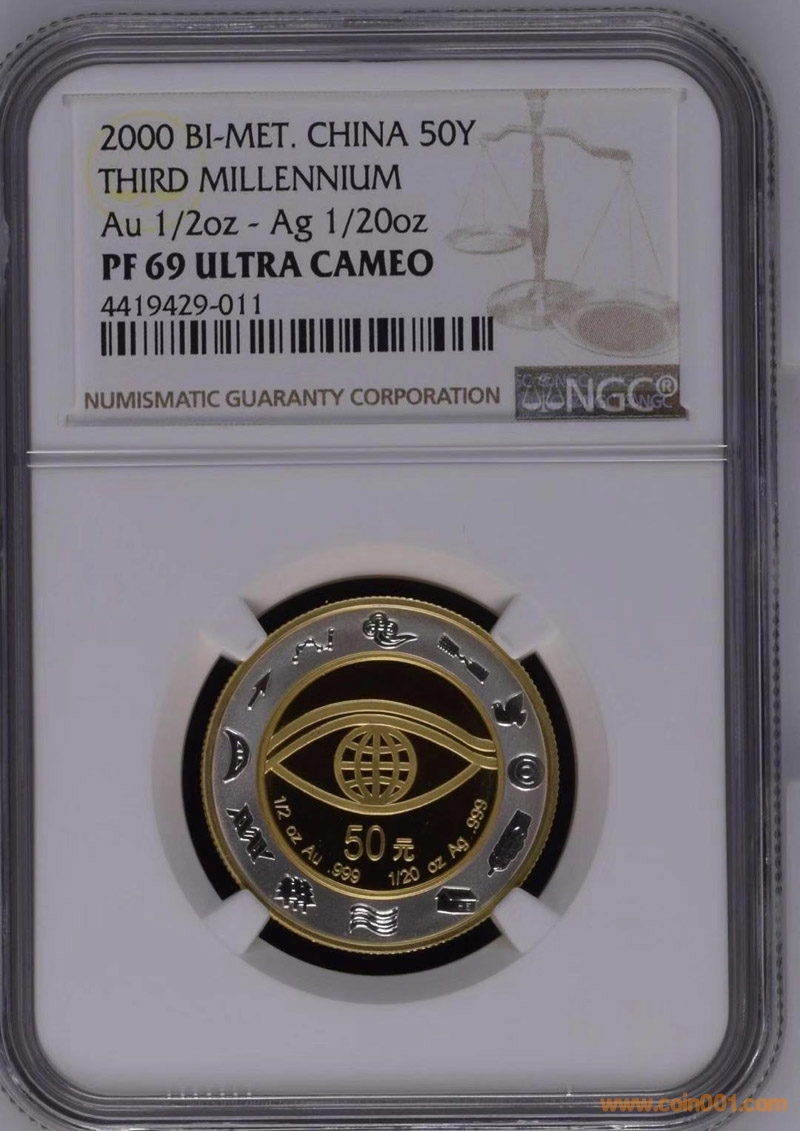 2000 BI-MET. CHINA 50Y
THIRD MILLENNIUM
Au 1/2oz - Ag 1/20oz
PF 69 ULTRA CAMEO
4419429-011
NUMISMATIC GUARANTY CORPORATION
NGC®
50元
1/2 oz Au .999
1/20 oz Ag .999
www.coin001.com